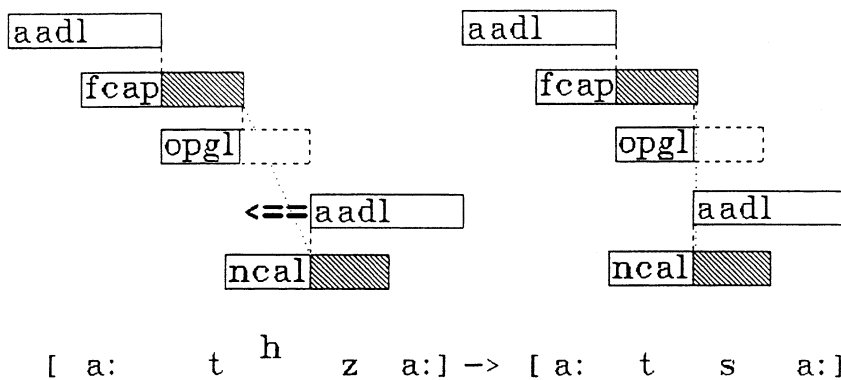 aadl aadl
fcap fcap
opgl opgl
<== aadl aadl
ncal ncal
[ a: t h z a:] -> [ a: t s a:]